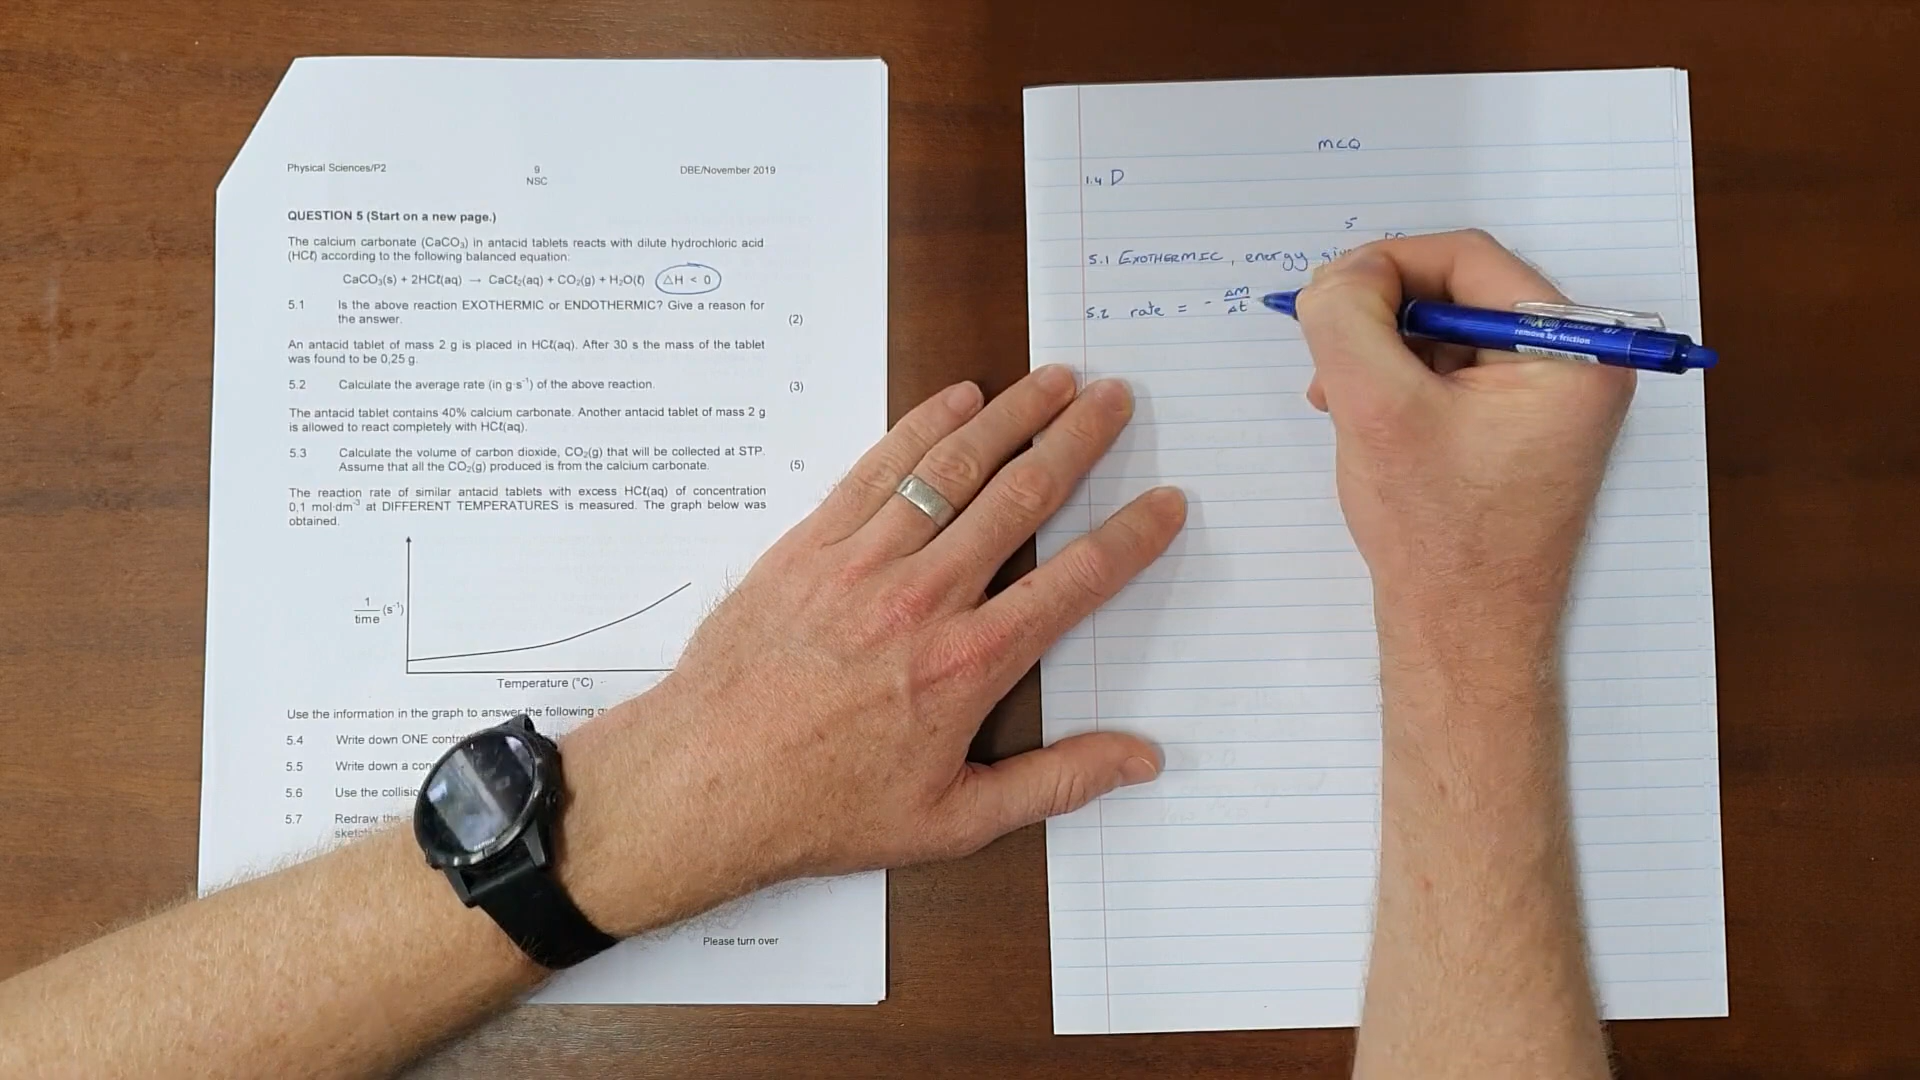 Physical Sciences/P2
9
NSC
DBE/November 2019
QUESTION 5 (Start on a new page.)
The calcium carbonate (CaCO₃) in antacid tablets reacts with dilute hydrochloric acid
(HCℓ) according to the following balanced equation:
CaCO₃(s) + 2HCℓ(aq) → CaCℓ₂(aq) + CO₂(g) + H₂O(ℓ) ΔH < 0
5.1 Is the above reaction EXOTHERMIC or ENDOTHERMIC? Give a reason for
the answer. (2)
An antacid tablet of mass 2 g is placed in HCℓ(aq). After 30 s the mass of the tablet
was found to be 0,25 g.
5.2 Calculate the average rate (in g·s⁻¹) of the above reaction. (3)
The antacid tablet contains 40% calcium carbonate. Another antacid tablet of mass 2 g
is allowed to react completely with HCℓ(aq).
5.3 Calculate the volume of carbon dioxide, CO₂(g) that will be collected at STP.
Assume that all the CO₂(g) produced is from the calcium carbonate. (5)
The reaction rate of similar antacid tablets with excess HCℓ(aq) of concentration
0,1 mol·dm⁻³ at DIFFERENT TEMPERATURES is measured. The graph below was
obtained.
1
time (s⁻¹)
Temperature (°C)
Use the information in the graph to answer the following
5.4 Write down ONE
5.5 Write down a
5.6 Use the
5.7 Redraw the
Please turn over
MCQ
1.4 D
5
5.1 EXOTHERMIC, energy
5.2 rate = - ΔM
Δt
FRIXION CLICKER 07
remove by friction